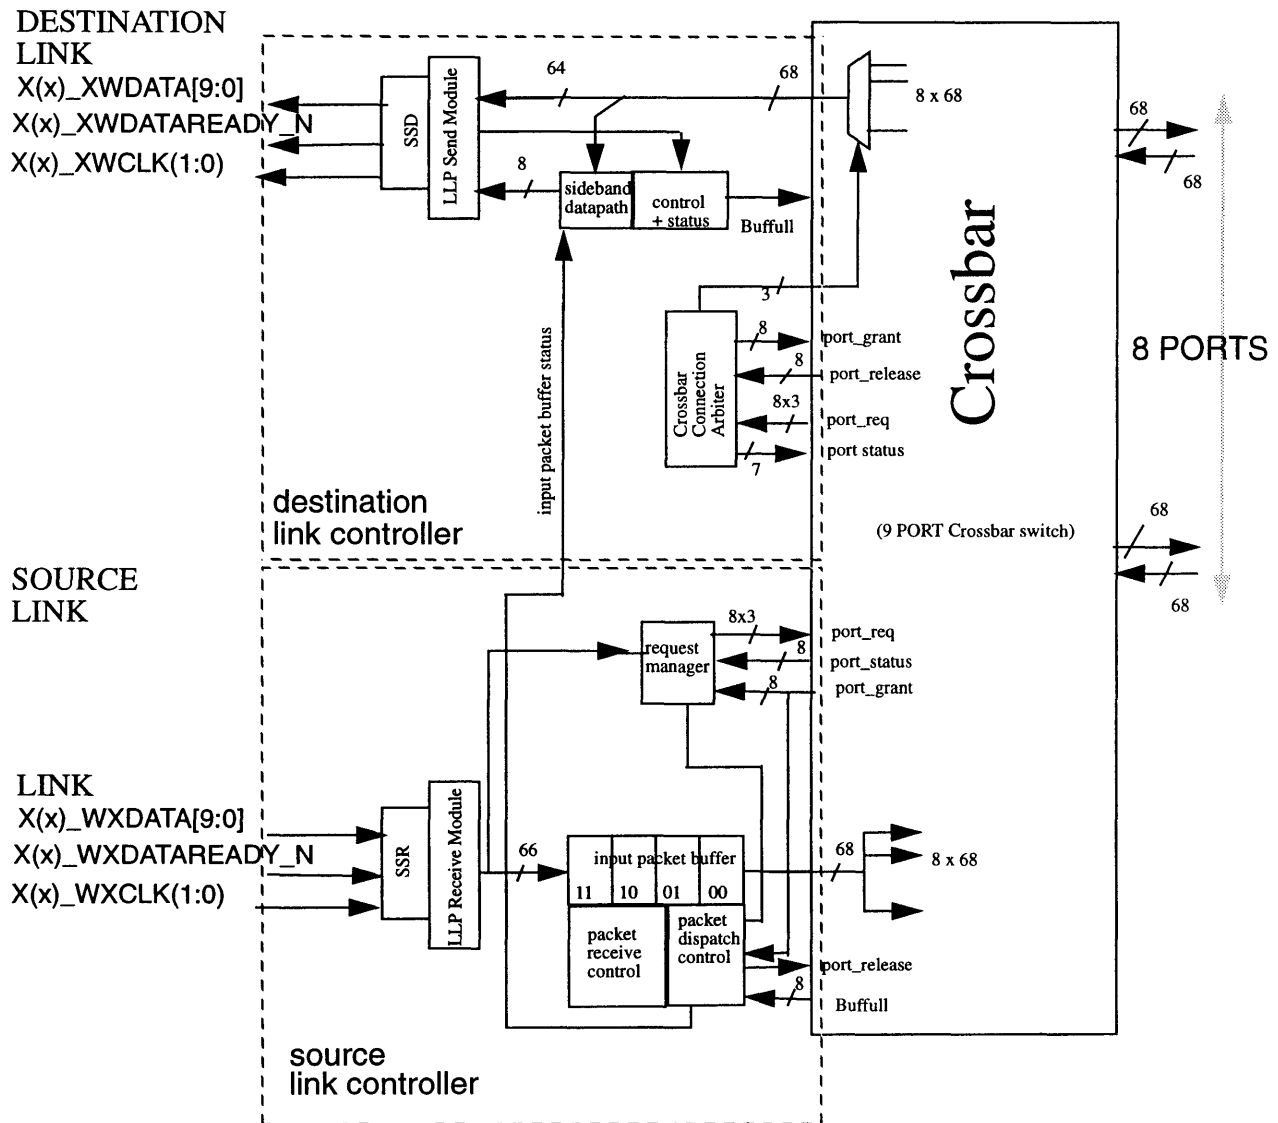 DESTINATION
LINK
X(x)_XWDATA[9:0]
X(x)_XWDATAREADY_N
X(x)_XWCLK(1:0)
SSD
LLP Send Module
64
68
8 x 68
8
sideband
datapath
control
+ status
Buffull
3
Crossbar
Connection
Arbiter
8
port_grant
8
port_release
8x3
port_req
7
port status
input packet buffer status
destination
link controller
Crossbar
(9 PORT Crossbar switch)
68
68
8 PORTS
68
68
SOURCE
LINK
request
manager
8x3
port_req
8
port_status
8
port_grant
LINK
X(x)_WXDATA[9:0]
X(x)_WXDATAREADY_N
X(x)_WXCLK(1:0)
SSR
LLP Receive Module
66
input packet buffer
11 10 01 00
68
8 x 68
packet
receive
control
packet
dispatch
control
port_release
8
Buffull
source
link controller